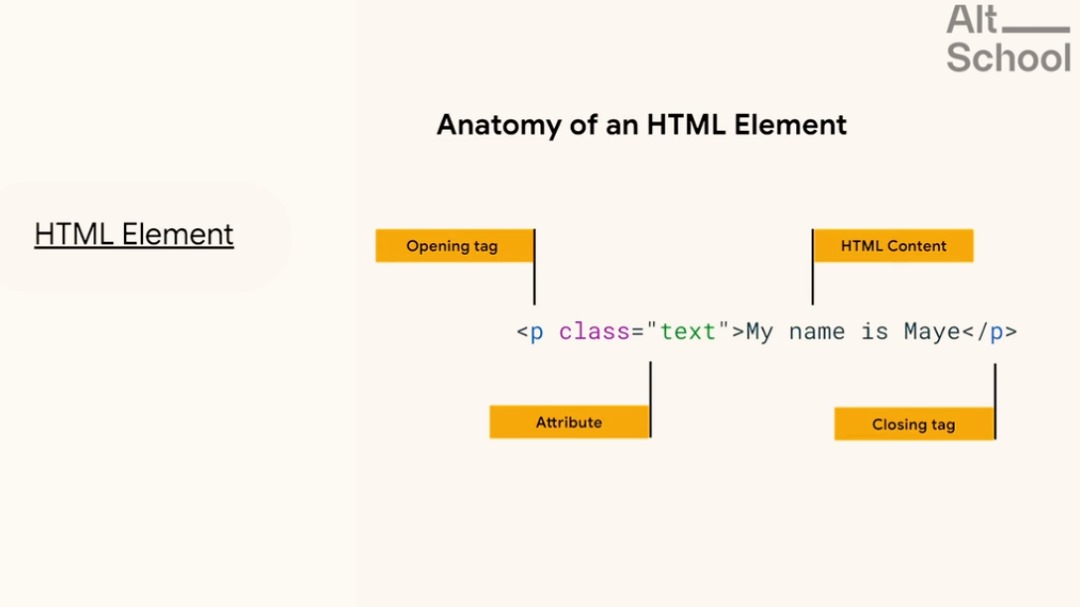 Alt
School
Anatomy of an HTML Element
HTML Element
Opening tag
HTML Content
<p class="text">My name is Maye</p>
Attribute
Closing tag